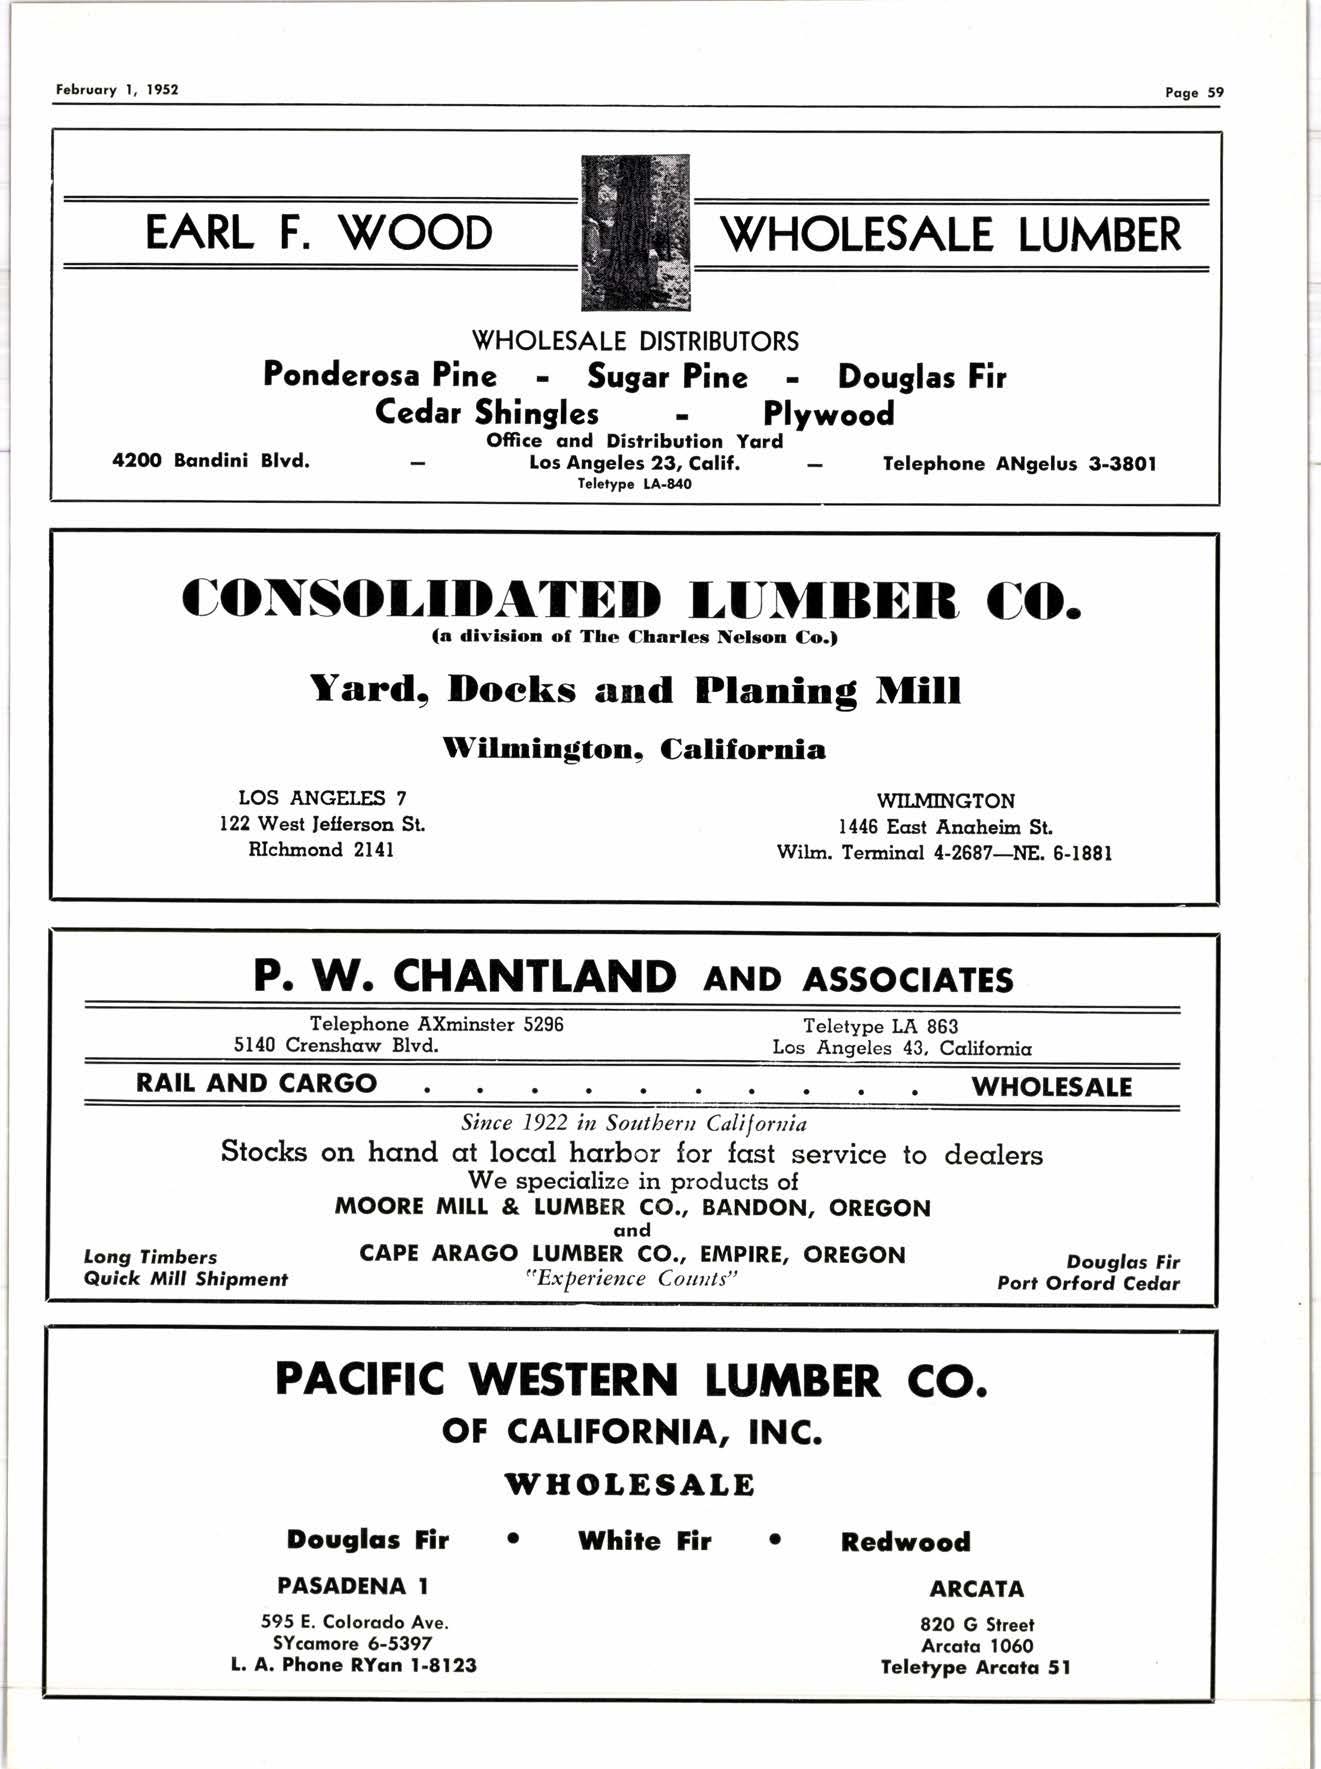 February 1, 1952 Page 59
EARL F. WOOD WHOLESALE LUMBER
WHOLESALE DISTRIBUTORS
Ponderosa Pine - Sugar Pine - Douglas Fir
Cedar Shingles - Plywood
Office and Distribution Yard
4200 Bandini Blvd. — Los Angeles 23, Calif. — Telephone ANgelus 3-3801
Teletype LA-840
CONSOLIDATED LUMBER CO.
(a division of The Charles Nelson Co.)
Yard, Docks and Planing Mill
Wilmington, California
LOS ANGELES 7
122 West Jefferson St.
RIchmond 2141
WILMINGTON
1446 East Anaheim St.
Wilm. Terminal 4-2687—NE. 6-1881
P. W. CHANTLAND AND ASSOCIATES
Telephone AXminster 5296 Teletype LA 863
5140 Crenshaw Blvd. Los Angeles 43, California
RAIL AND CARGO . . . . . . . . . . WHOLESALE
Since 1922 in Southern California
Stocks on hand at local harbor for fast service to dealers
We specialize in products of
MOORE MILL & LUMBER CO., BANDON, OREGON
and
CAPE ARAGO LUMBER CO., EMPIRE, OREGON
"Experience Counts"
Long Timbers
Quick Mill Shipment
Douglas Fir
Port Orford Cedar
PACIFIC WESTERN LUMBER CO.
OF CALIFORNIA, INC.
WHOLESALE
Douglas Fir • White Fir • Redwood
PASADENA 1
595 E. Colorado Ave.
SYcamore 6-5397
L. A. Phone RYan 1-8123
ARCATA
820 G Street
Arcata 1060
Teletype Arcata 51